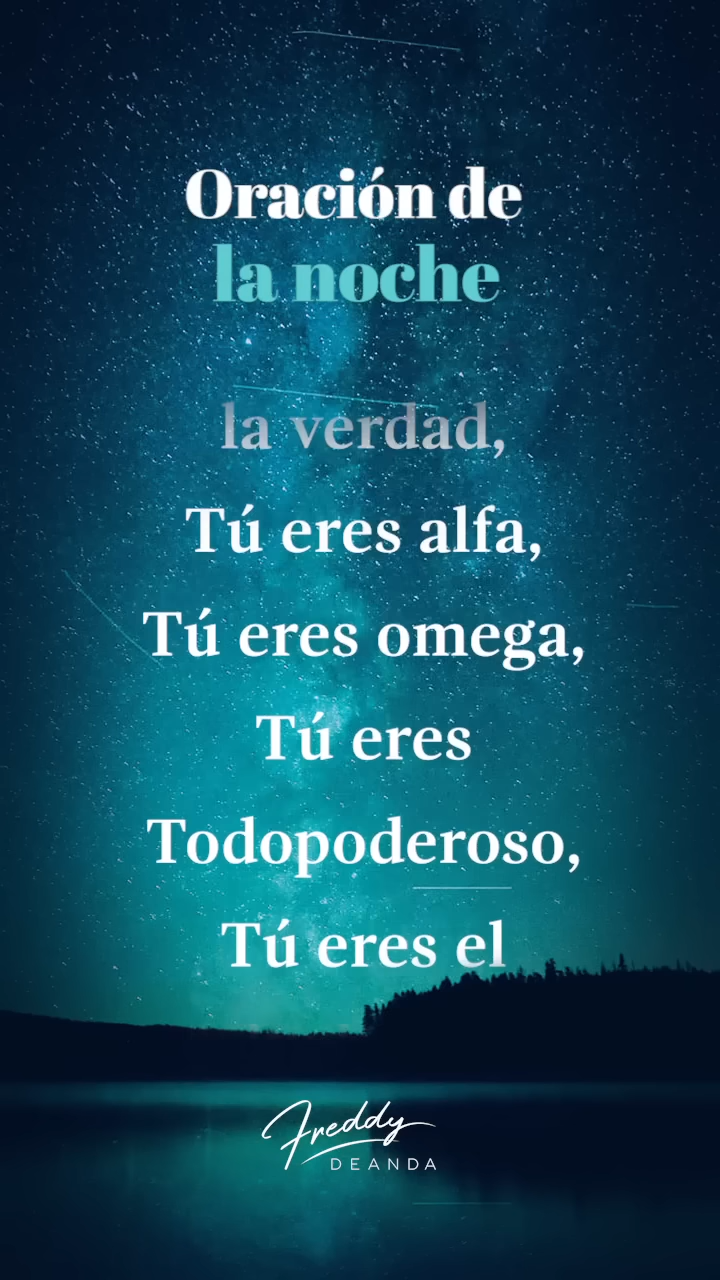 Oración de
la noche
la verdad,
Tú eres alfa,
Tú eres omega,
Tú eres
Todopoderoso,
Tú eres el
Freddy
DEANDA